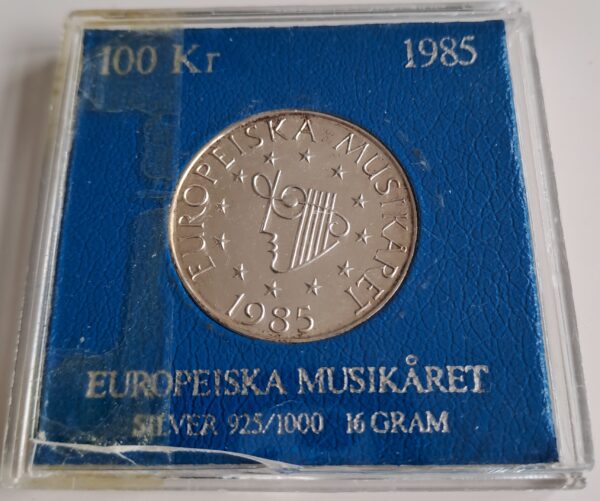 100 Kr 1985
EUROPEISKA MUSIKÅRET
1985
EUROPEISKA MUSIKÅRET
SILVER 925/1000 16 GRAM